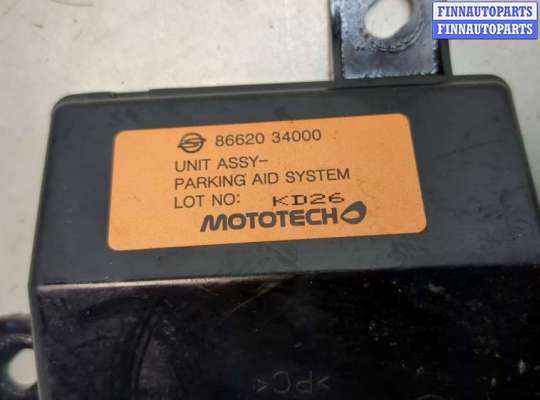 FINNAUTOPARTS
FINNAUTOPARTS
86620 34000
UNIT ASSY-
PARKING AID SYSTEM
LOT NO: KD26
MOTOTECH
>PC<